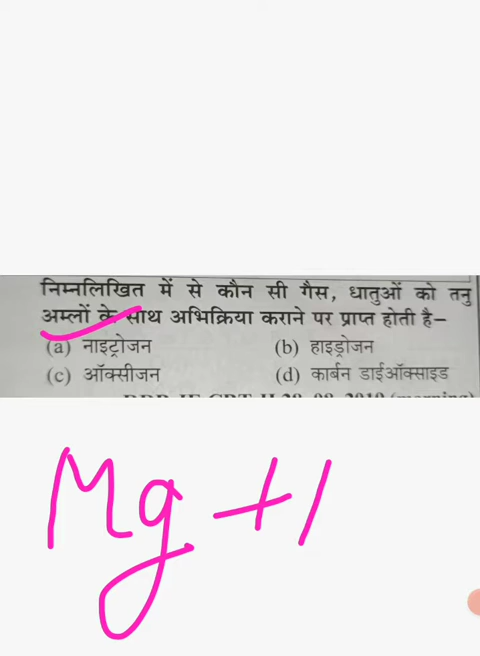 निम्नलिखित में से कौन सी गैस, धातुओं को तनु
अम्लों के साथ अभिक्रिया कराने पर प्राप्त होती है–
(a) नाइट्रोजन (b) हाइड्रोजन
(c) ऑक्सीजन (d) कार्बन डाईऑक्साइड
Mg +